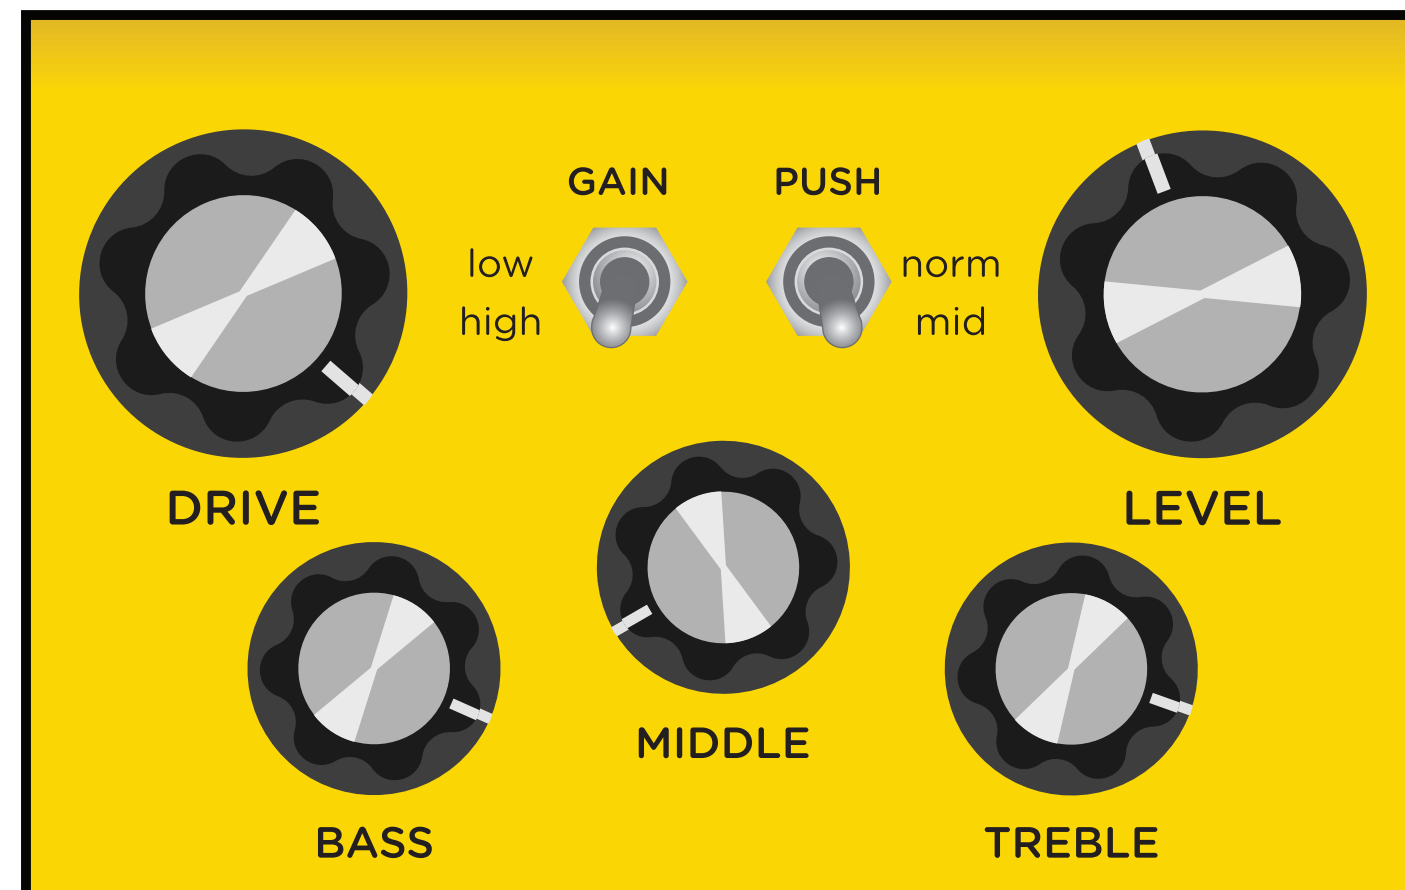 GAIN
PUSH
low
norm
high
mid
DRIVE
LEVEL
MIDDLE
BASS
TREBLE